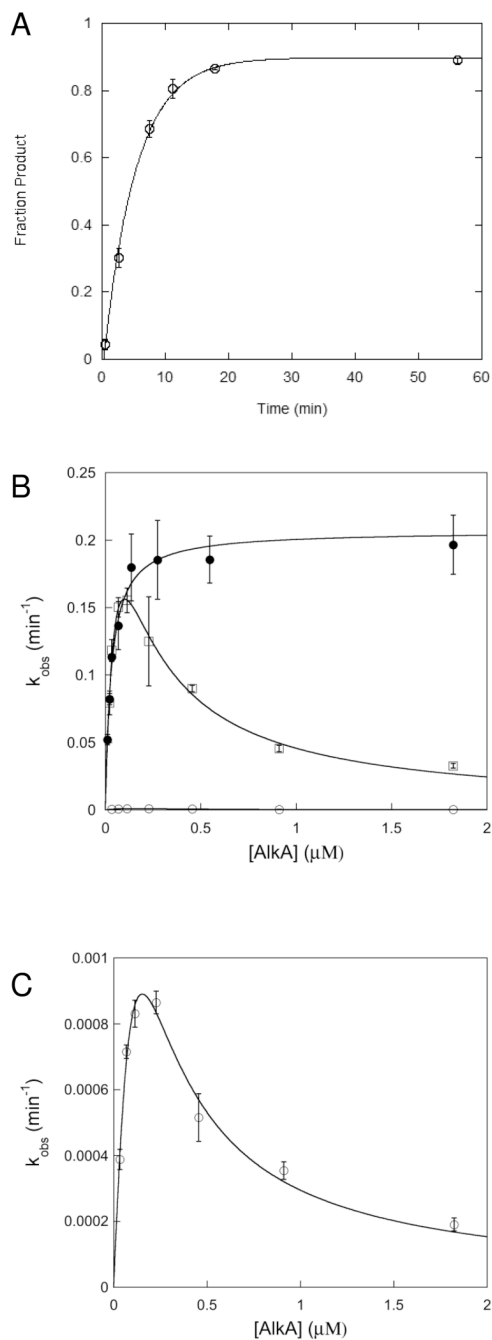 A
1
0.8
0.6
0.4
0.2
0
Fraction Product
0 10 20 30 40 50 60
Time (min)
B
0.25
0.2
0.15
0.1
0.05
0
k_obs (min⁻¹)
0 0.5 1 1.5 2
[AlkA] (μM)
C
0.001
0.0008
0.0006
0.0004
0.0002
0
k_obs (min⁻¹)
0 0.5 1 1.5 2
[AlkA] (μM)